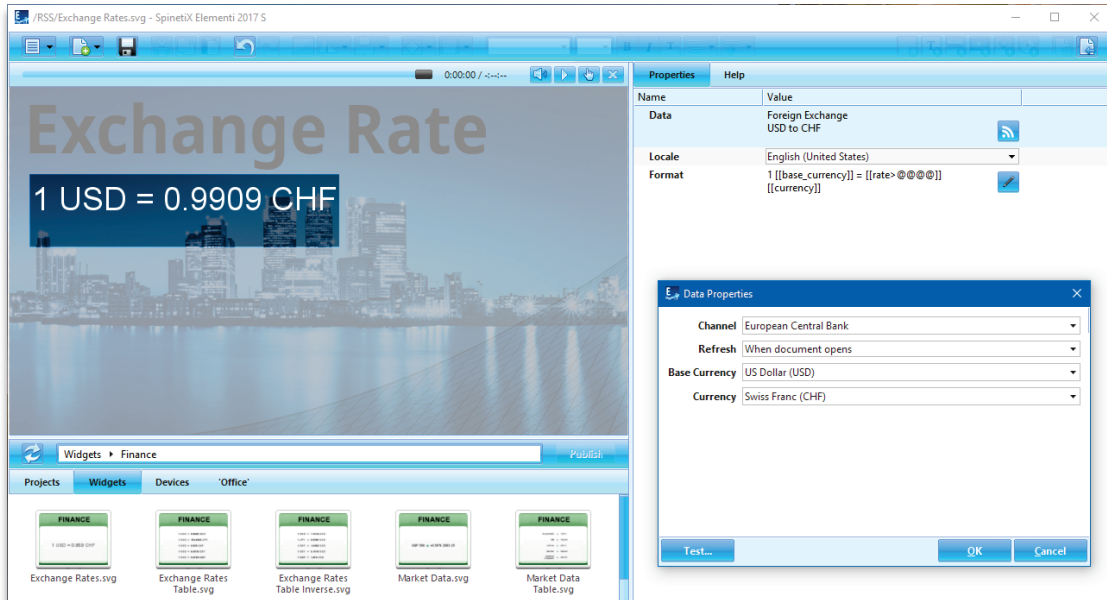 /RSS/Exchange Rates.svg - SpinetiX Elementi 2017 S
0:00:00 / -:--:--
Exchange Rate
1 USD = 0.9909 CHF
Widgets Finance
Publish
Projects Widgets Devices 'Office'
FINANCE FINANCE FINANCE FINANCE FINANCE
Exchange Rates.svg
Exchange Rates
Table.svg
Exchange Rates
Table Inverse.svg
Market Data.svg
Market Data
Table.svg
Properties Help
Name Value
Data Foreign Exchange
USD to CHF
Locale English (United States)
Format 1 [[base_currency]] = [[rate>@@@@]]
[[currency]]
Data Properties
Channel European Central Bank
Refresh When document opens
Base Currency US Dollar (USD)
Currency Swiss Franc (CHF)
Test... OK Cancel